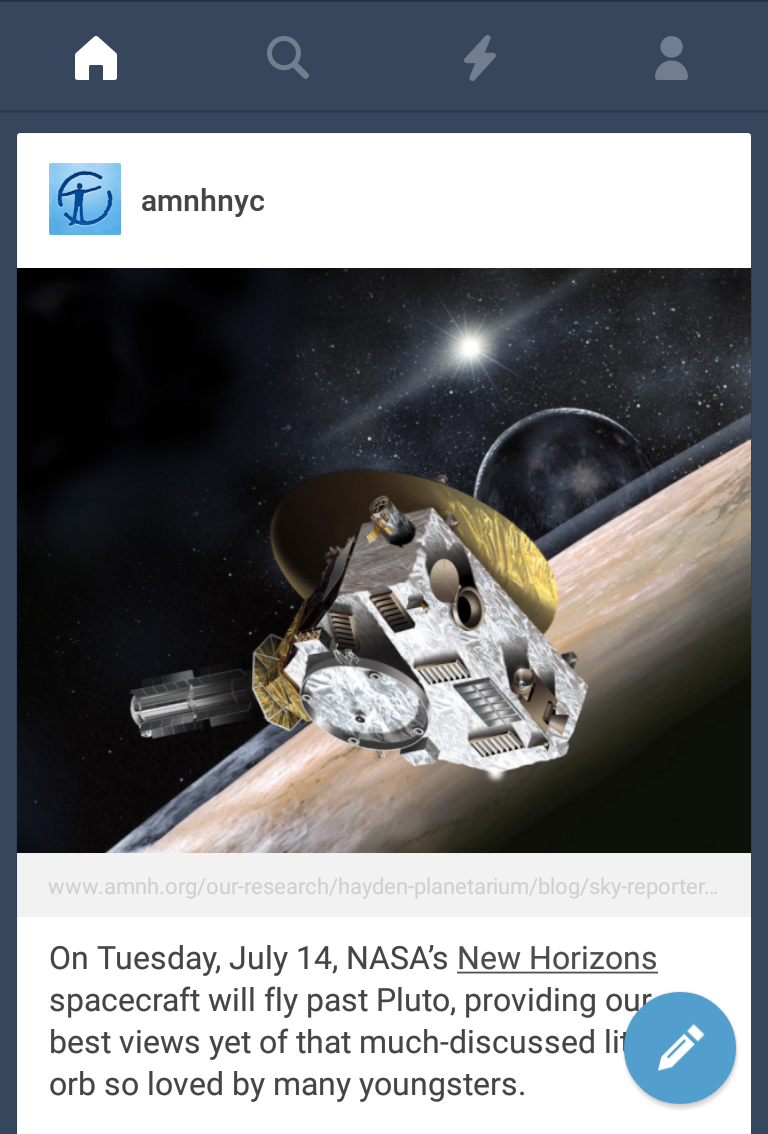 amnhnyc
www.amnh.org/our-research/hayden-planetarium/blog/sky-reporter...
On Tuesday, July 14, NASA’s New Horizons
spacecraft will fly past Pluto, providing our
best views yet of that much-discussed
orb so loved by many youngsters.